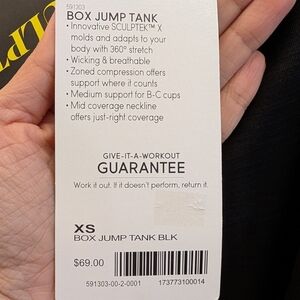 591303
BOX JUMP TANK
• Innovative SCULPTEK™ X
molds and adapts to your
body with 360° stretch
• Wicking & breathable
• Zoned compression offers
support where it counts
• Medium support for B-C cups
• Mid coverage neckline
offers just-right coverage
GIVE-IT-A-WORKOUT
GUARANTEE
Work it out. If it doesn't perform, return it.
XS
BOX JUMP TANK BLK
$69.00
591303-00-2-0001
173773100014